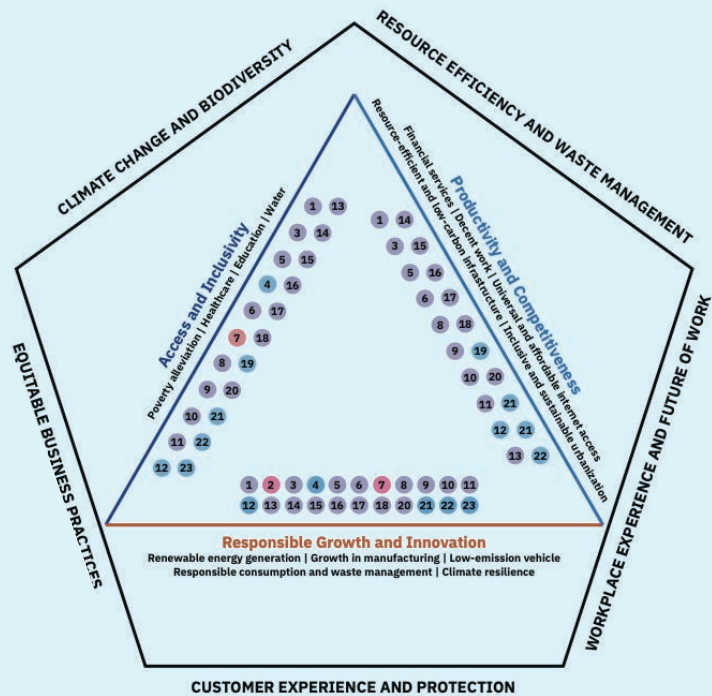 CLIMATE CHANGE AND BIODIVERSITY
RESOURCE EFFICIENCY AND WASTE MANAGEMENT
Access and Inclusivity
Poverty alleviation | Healthcare | Education | Water
Productivity and Competitiveness
Financial services | Decent work | Universal and affordable Internet access
Resource-efficient and low-carbon infrastructure | Inclusive and sustainable urbanization
1 13
3 14
5 15
4 16
6 17
7 18
8 19
9 20
10 21
11 22
12 23
1 14
3 15
5 16
6 17
8 18
9 19
10 20
11 21
12 21
13 22
1 2 3 4 5 6 7 8 9 10 11
12 13 14 15 16 17 18 20 21 22 23
Responsible Growth and Innovation
Renewable energy generation | Growth in manufacturing | Low-emission vehicle
Responsible consumption and waste management | Climate resilience
EQUITABLE BUSINESS PRACTICES
WORKPLACE EXPERIENCE AND FUTURE OF WORK
CUSTOMER EXPERIENCE AND PROTECTION